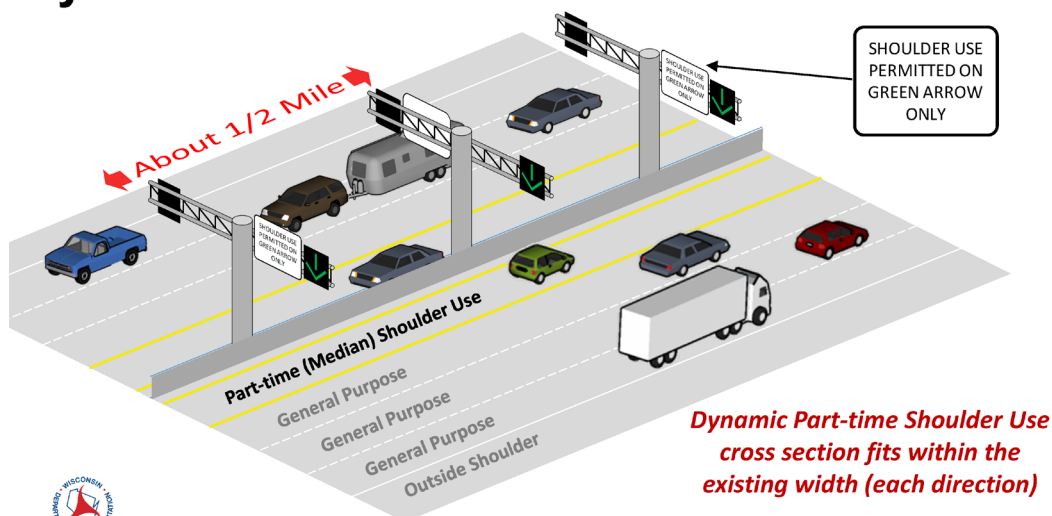 y
About 1/2 Mile
SHOULDER USE
PERMITTED ON
GREEN ARROW
ONLY
SHOULDER USE
PERMITTED ON
GREEN ARROW
ONLY
SHOULDER USE
PERMITTED ON
GREEN ARROW
ONLY
Part-time (Median) Shoulder Use
General Purpose
General Purpose
General Purpose
Outside Shoulder
Dynamic Part-time Shoulder Use
cross section fits within the
existing width (each direction)
WISCONSIN